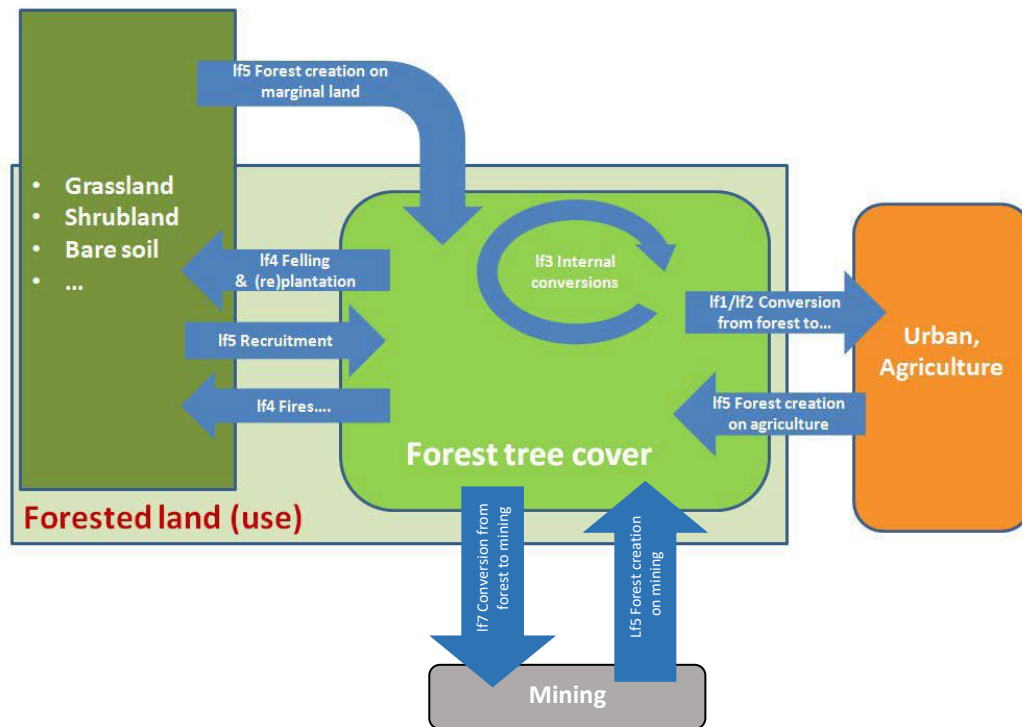 lf5 Forest creation on
marginal land
• Grassland
• Shrubland
• Bare soil
• ...
lf4 Felling
& (re)plantation
lf5 Recruitment
lf4 Fires....
lf3 Internal
conversions
lf1/lf2 Conversion
from forest to...
lf5 Forest creation
on agriculture
Urban,
Agriculture
Forest tree cover
Forested land (use)
lf7 Conversion from
forest to mining
Lf5 Forest creation
on mining
Mining